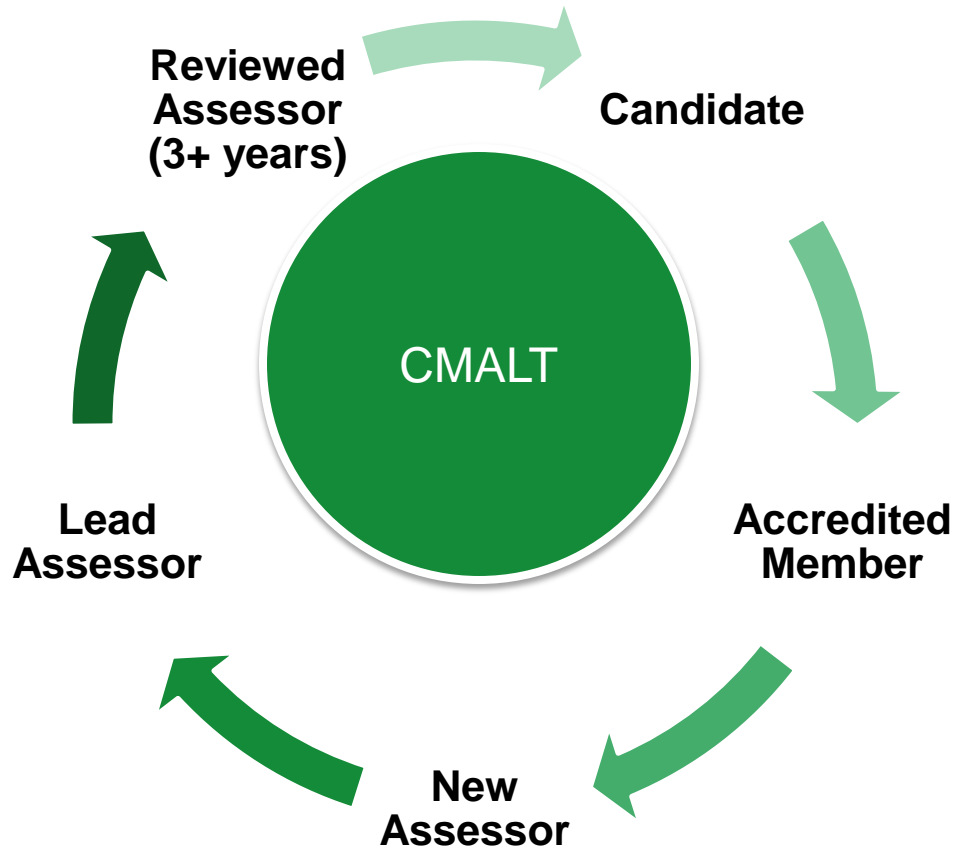 Reviewed
Assessor
(3+ years)
Candidate
CMALT
Lead
Assessor
Accredited
Member
New
Assessor